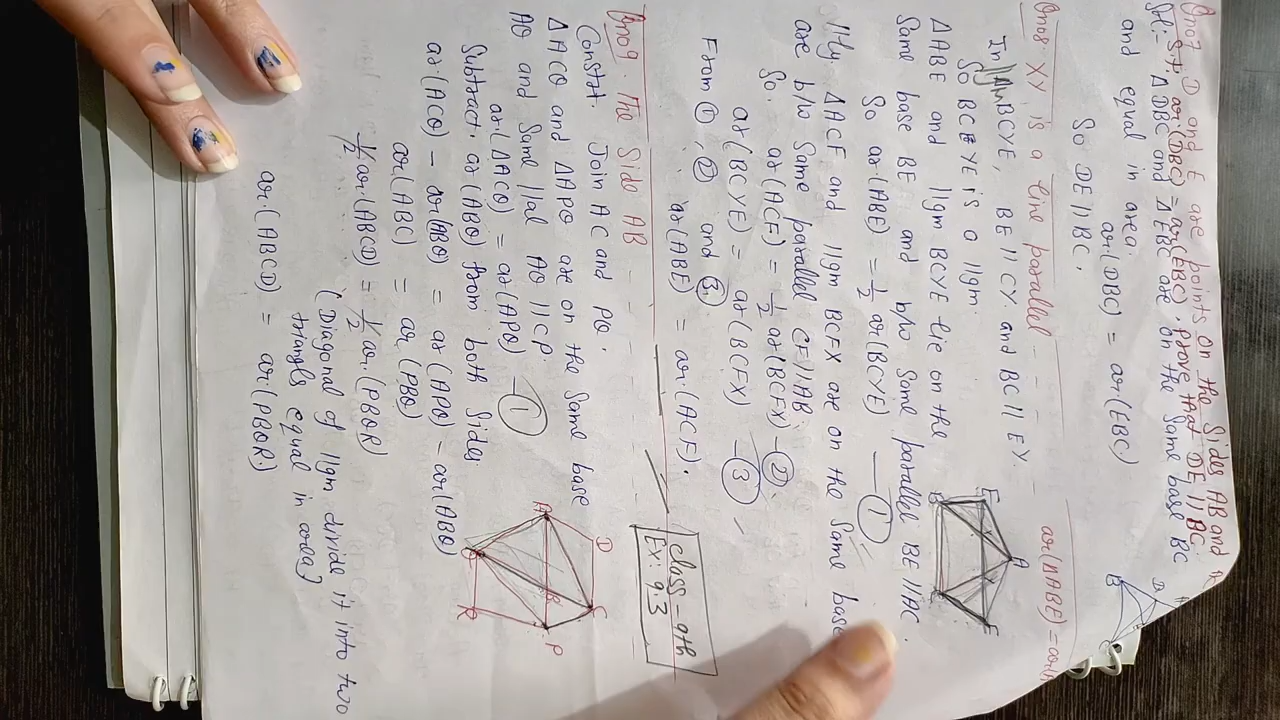 Qno7 D and E are points on the Sides AB and
S.t. ar(DBC) = ar(EBC), prove that DE || BC.
Sol:- ΔDBC and ΔEBC are on the Same base BC
and equal in area.
ar(DBC) = ar(EBC)
So DE || BC.
Qno8. XY is a line parallel - - - - ar(ΔABE) = ar(
In ||gm BCYE, BE || CY and BC || EY.
So BCYE is a ||gm.
ΔABE and ||gm BCYE lie on the
Same base BE and b/w Same parallel BE || AC.
So ar(ABE) = 1/2 ar(BCYE) — ①
|||ly ΔACF and ||gm BCFX are on the Same base
are b/w Same parallel CF || AB.
So. ar(ACF) = 1/2 ar(BCFX) — ②
ar(BCYE) = ar(BCFX) — ③
From ①, ② and ③.
ar(ABE) = ar(ACF).
Qno9. The Side AB - - - -
Class - 9th
Ex: 9.3
Constr. Join AC and PQ.
ΔACQ and ΔAPQ are on the Same base
AQ and Same ||al AQ || CP
ar(ΔACQ) = ar(APQ) — ①
Subtract. ar(ABQ) from both Sides.
ar(ACQ) - ar(ABQ) = ar(APQ) - ar(ABQ)
ar(ABC) = ar(PBQ)
1/2 ar(ABCD) = 1/2 ar(PBQR)
(Diagonal of ||gm divide it into two
triangle equal in area)
ar(ABCD) = ar(PBQR.)